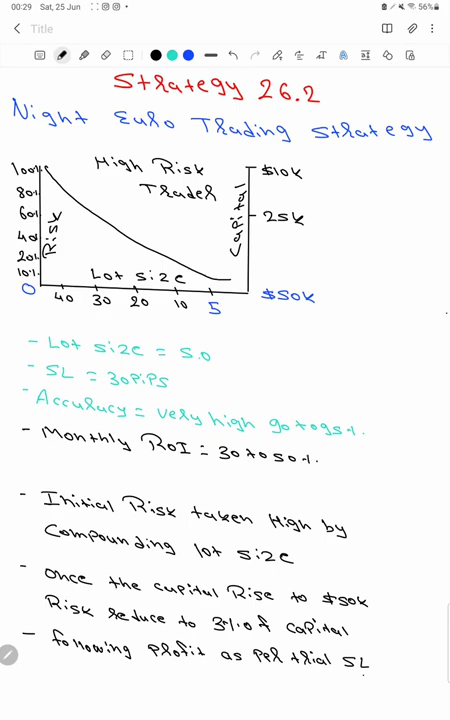 00:29 Sat, 25 Jun
56%
Title
Strategy 26.2
Night Euro Trading strategy
High Risk
Trader
100%
80%
60%
40%
20%
10%
0
Risk
Lot size
40 30 20 10 5
Capital
$10k
25k
$50k
- Lot size = 5.0
- SL = 30PiPS
- Accuracy = very high 90 to 95%.
- Monthly ROI = 30 to 50%.
- Initial Risk taken High by
Compounding lot size
- once the capital Rise to $50k
Risk reduce to 3% of capital
- following profit as per trial SL